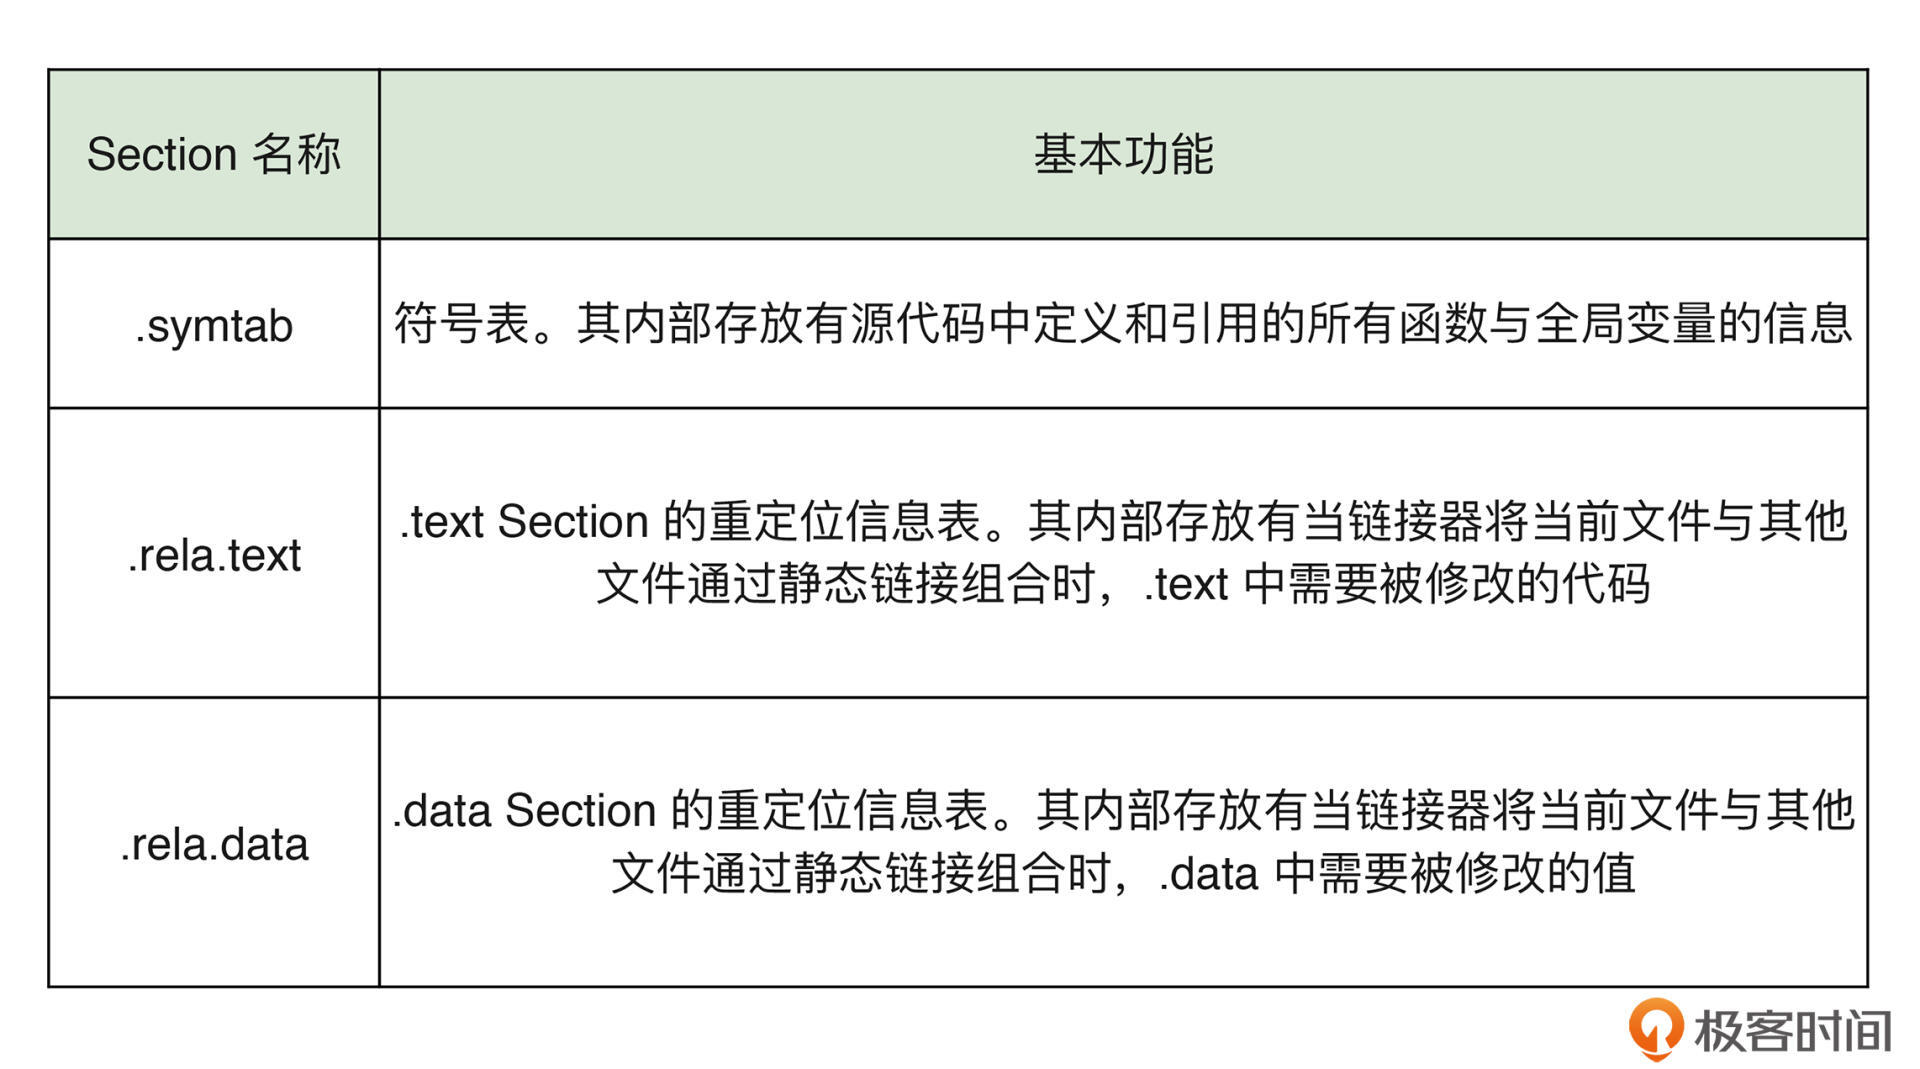 Section 名称
基本功能
.symtab
符号表。其内部存放有源代码中定义和引用的所有函数与全局变量的信息
.rela.text
.text Section 的重定位信息表。其内部存放有当链接器将当前文件与其他
文件通过静态链接组合时，.text 中需要被修改的代码
.rela.data
.data Section 的重定位信息表。其内部存放有当链接器将当前文件与其他
文件通过静态链接组合时，.data 中需要被修改的值
极客时间